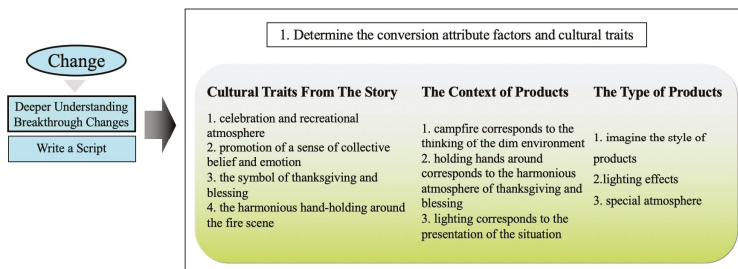 Change
Deeper Understanding
Breakthrough Changes
Write a Script
1. Determine the conversion attribute factors and cultural traits
Cultural Traits From The Story
1. celebration and recreational
atmosphere
2. promotion of a sense of collective
belief and emotion
3. the symbol of thanksgiving and
blessing
4. the harmonious hand-holding around
the fire scene
The Context of Products
1. campfire corresponds to the
thinking of the dim environment
2. holding hands around
corresponds to the harmonious
atmosphere of thanksgiving and
blessing
3. lighting corresponds to the
presentation of the situation
The Type of Products
1. imagine the style of
products
2.lighting effects
3. special atmosphere